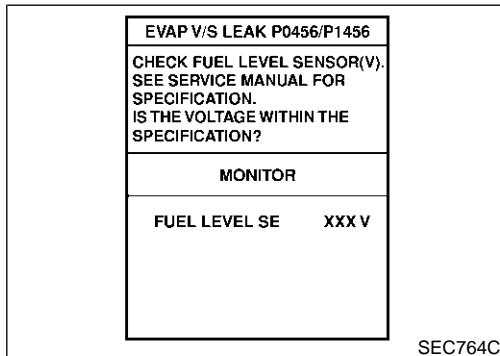 EVAP V/S LEAK P0456/P1456
CHECK FUEL LEVEL SENSOR(V).
SEE SERVICE MANUAL FOR
SPECIFICATION.
IS THE VOLTAGE WITHIN THE
SPECIFICATION?
MONITOR
FUEL LEVEL SE XXX V
SEC764C